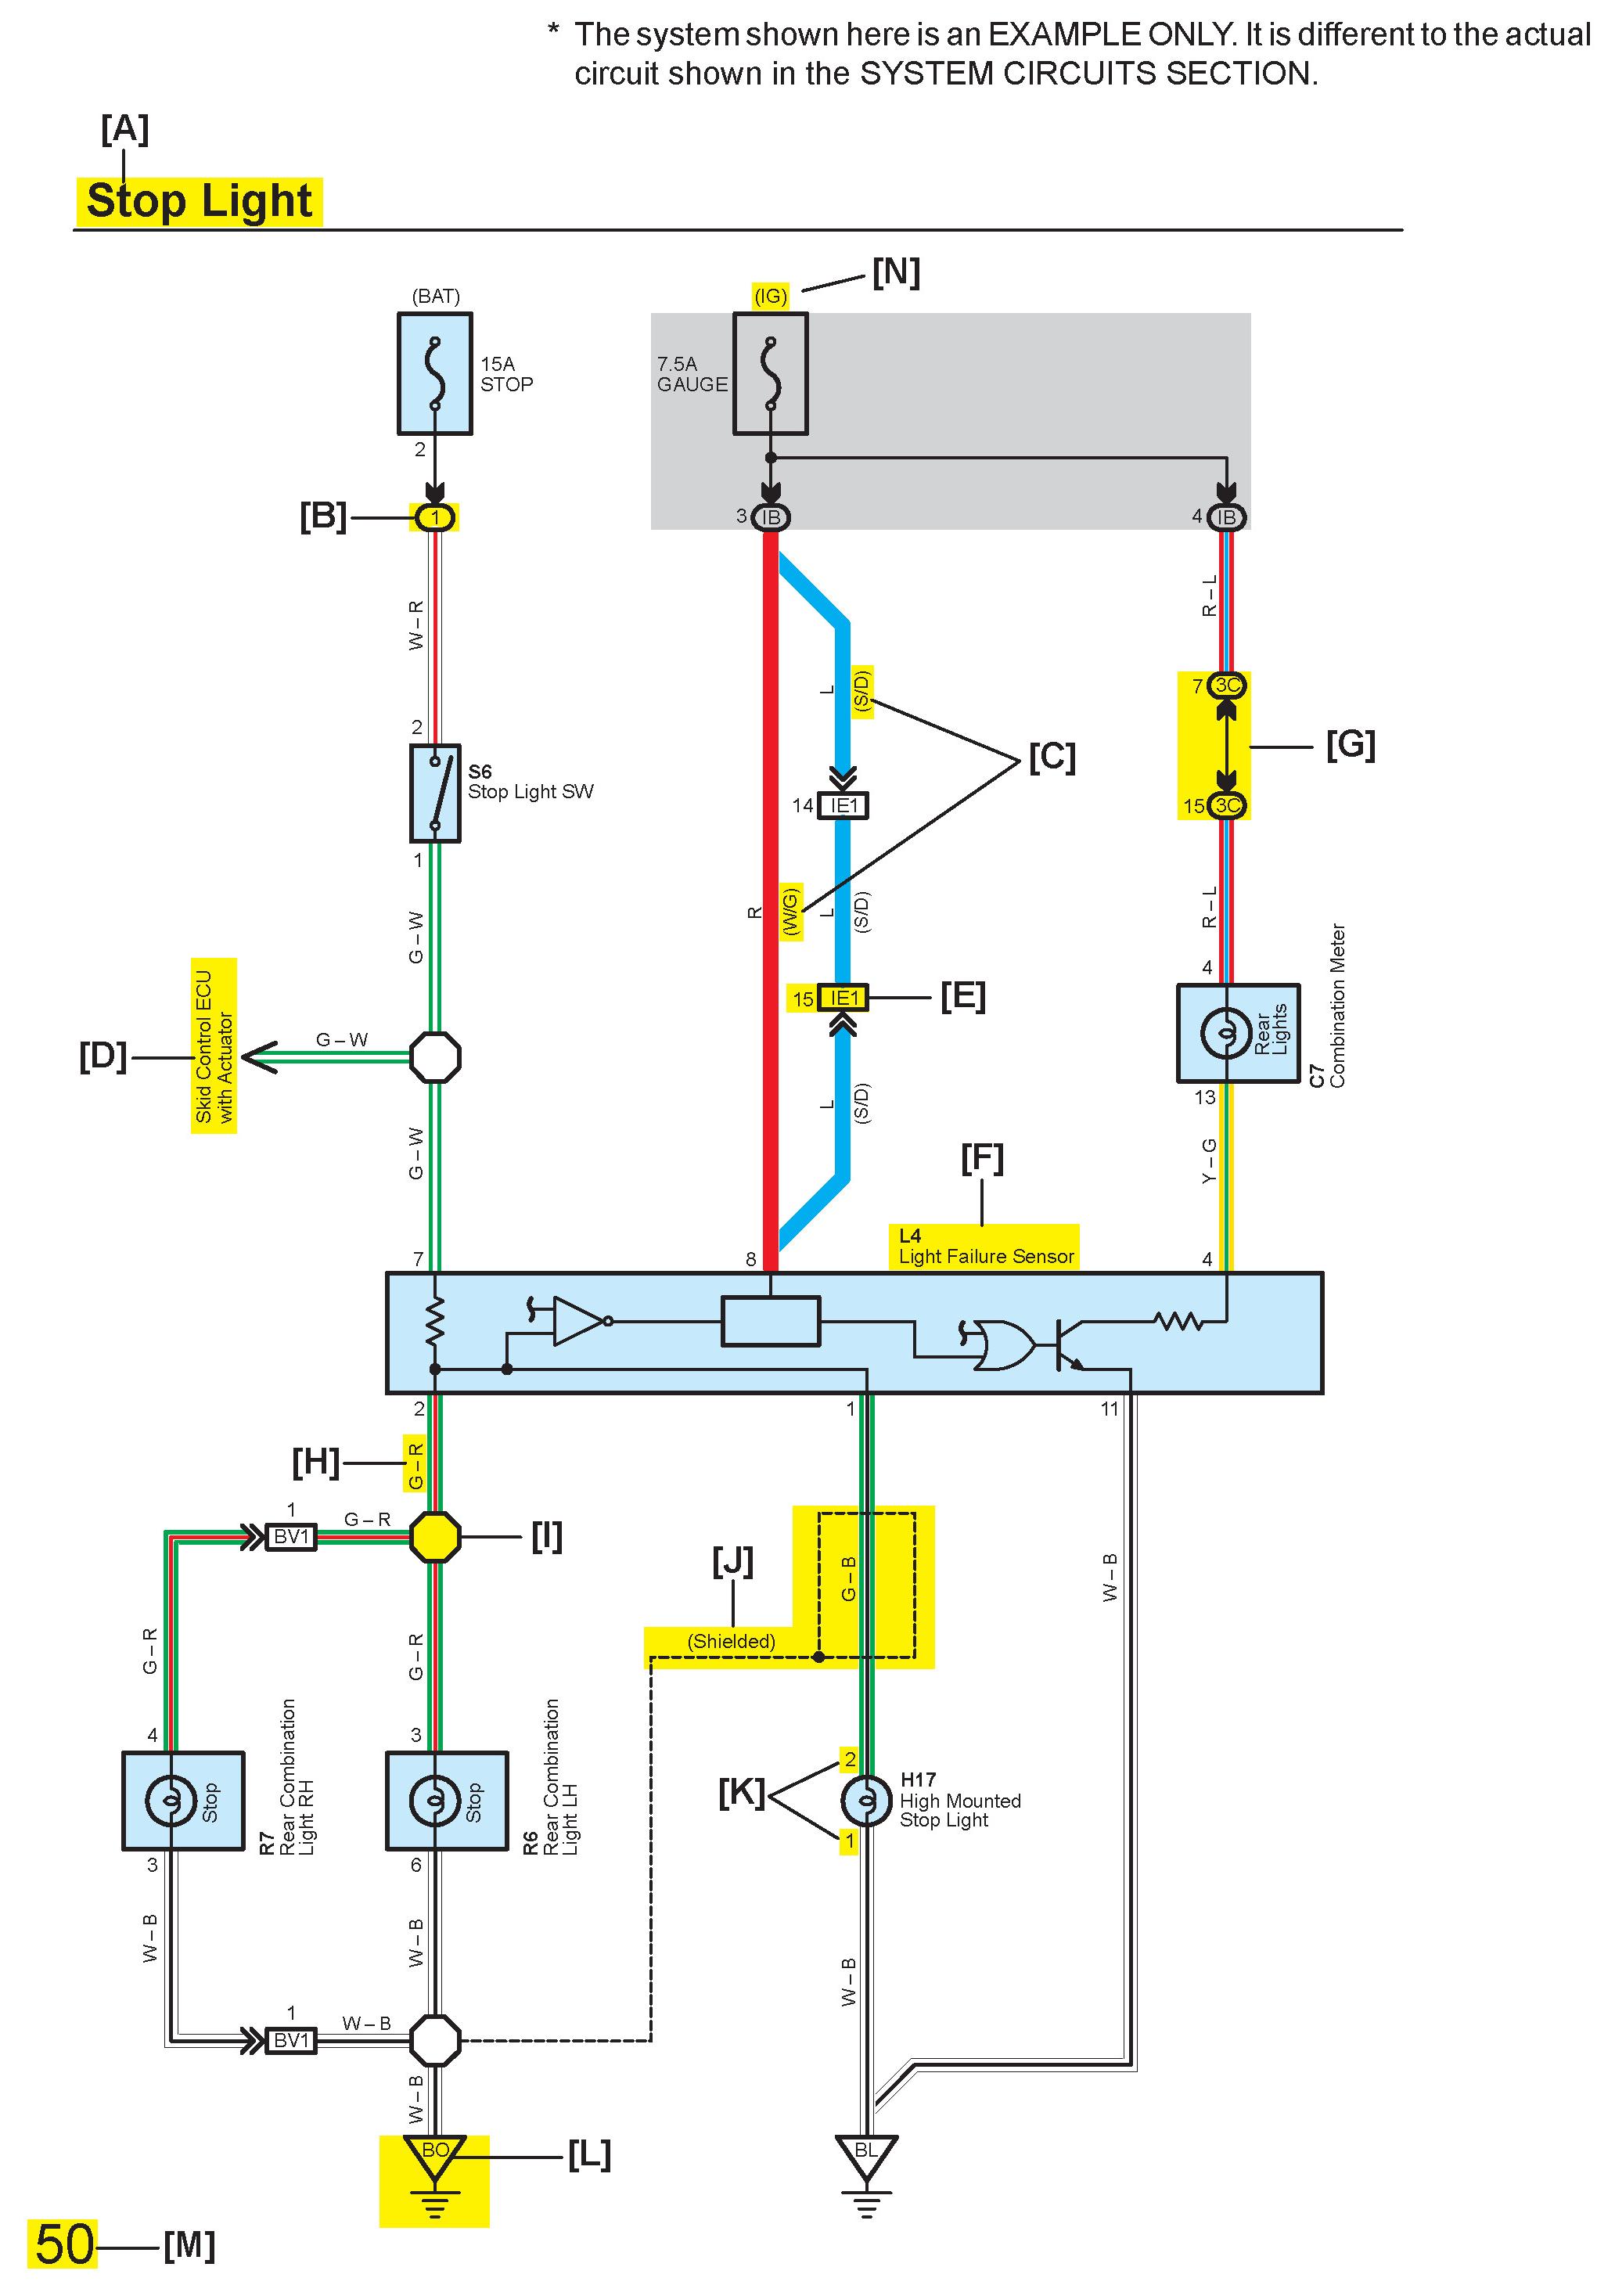 * The system shown here is an EXAMPLE ONLY. It is different to the actual
circuit shown in the SYSTEM CIRCUITS SECTION.
[A]
Stop Light
[N]
(BAT)
(IG)
15A
STOP
7.5A
GAUGE
2
[B]
1
3 IB
4 IB
W – R
R – L
L
(S/D)
7 3C
[C]
[G]
2
S6
Stop Light SW
14 IE1
15 3C
1
G – W
R
(W/G)
L
(S/D)
R – L
4
15 IE1
[E]
[D]
Skid Control ECU
with Actuator
G – W
Rear
Lights
C7
Combination Meter
L
(S/D)
13
G – W
Y – G
[F]
L4
Light Failure Sensor
7
8
4
2
1
11
[H]
G – R
1
BV1
G – R
[I]
[J]
G – B
W – B
(Shielded)
G – R
G – R
4
3
2
Stop
R7
Rear Combination
Light RH
Stop
R6
Rear Combination
Light LH
[K]
H17
High Mounted
Stop Light
1
3
6
W – B
W – B
W – B
1
BV1
W – B
W – B
BO
[L]
BL
50
[M]